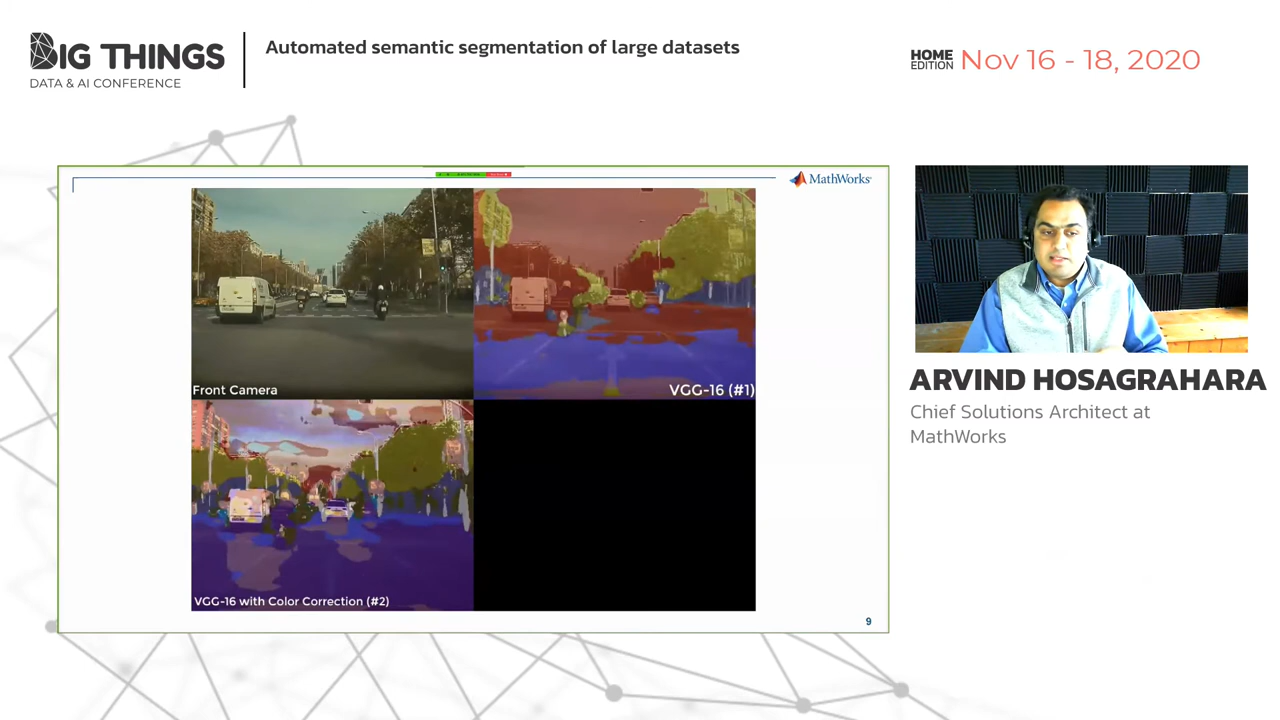 BIG THINGS
DATA & AI CONFERENCE
Automated semantic segmentation of large datasets
HOME
EDITION
Nov 16 - 18, 2020
MathWorks
Front Camera
VGG-16 (#1)
VGG-16 with Color Correction (#2)
9
ARVIND HOSAGRAHARA
Chief Solutions Architect at
MathWorks